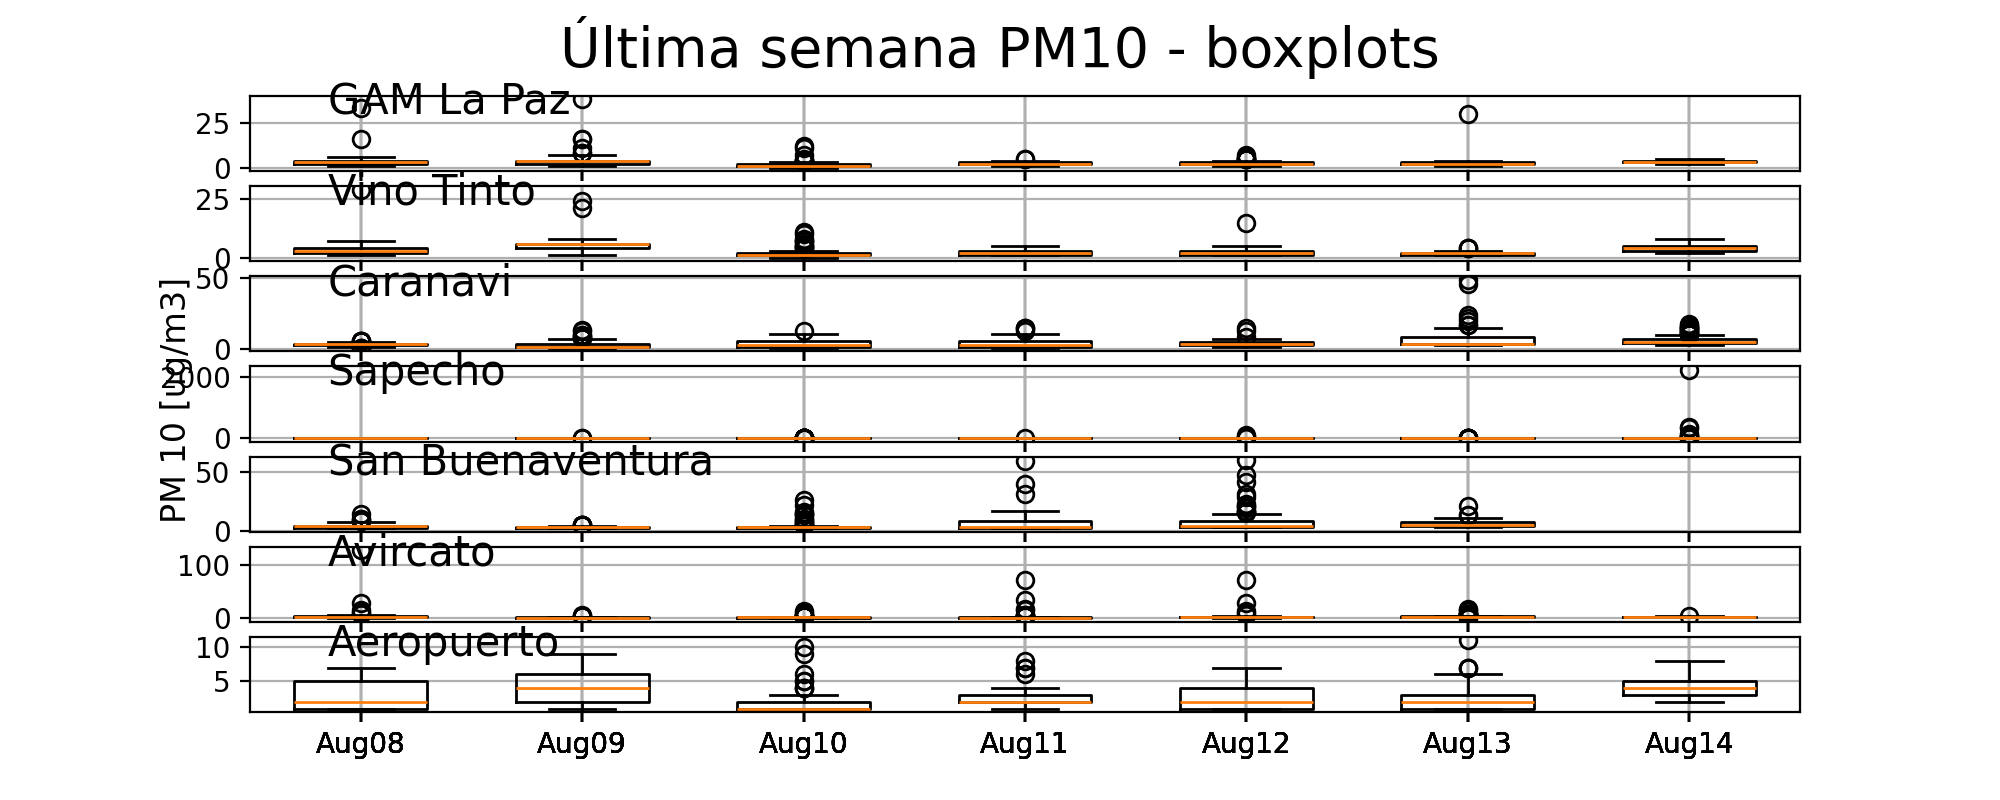 Última semana PM10 - boxplots
GAM La Paz
25
0
Vino Tinto
25
0
Caranavi
50
0
PM 10 [ug/m3]
Sapecho
2000
0
San Buenaventura
50
0
Avircato
100
0
Aeropuerto
10
5
Aug08 Aug09 Aug10 Aug11 Aug12 Aug13 Aug14